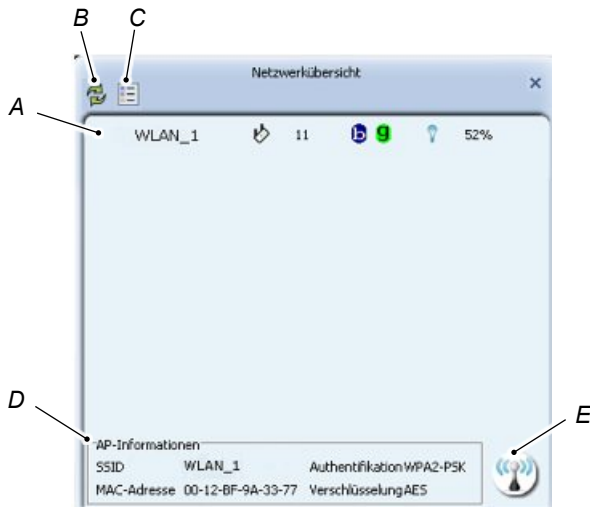 B C
Netzwerkübersicht
A
WLAN_1 11 b g 52%
D
E
AP-Informationen
SSID WLAN_1 Authentifikation WPA2-PSK
MAC-Adresse 00-12-BF-9A-33-77 Verschlüsselung AES